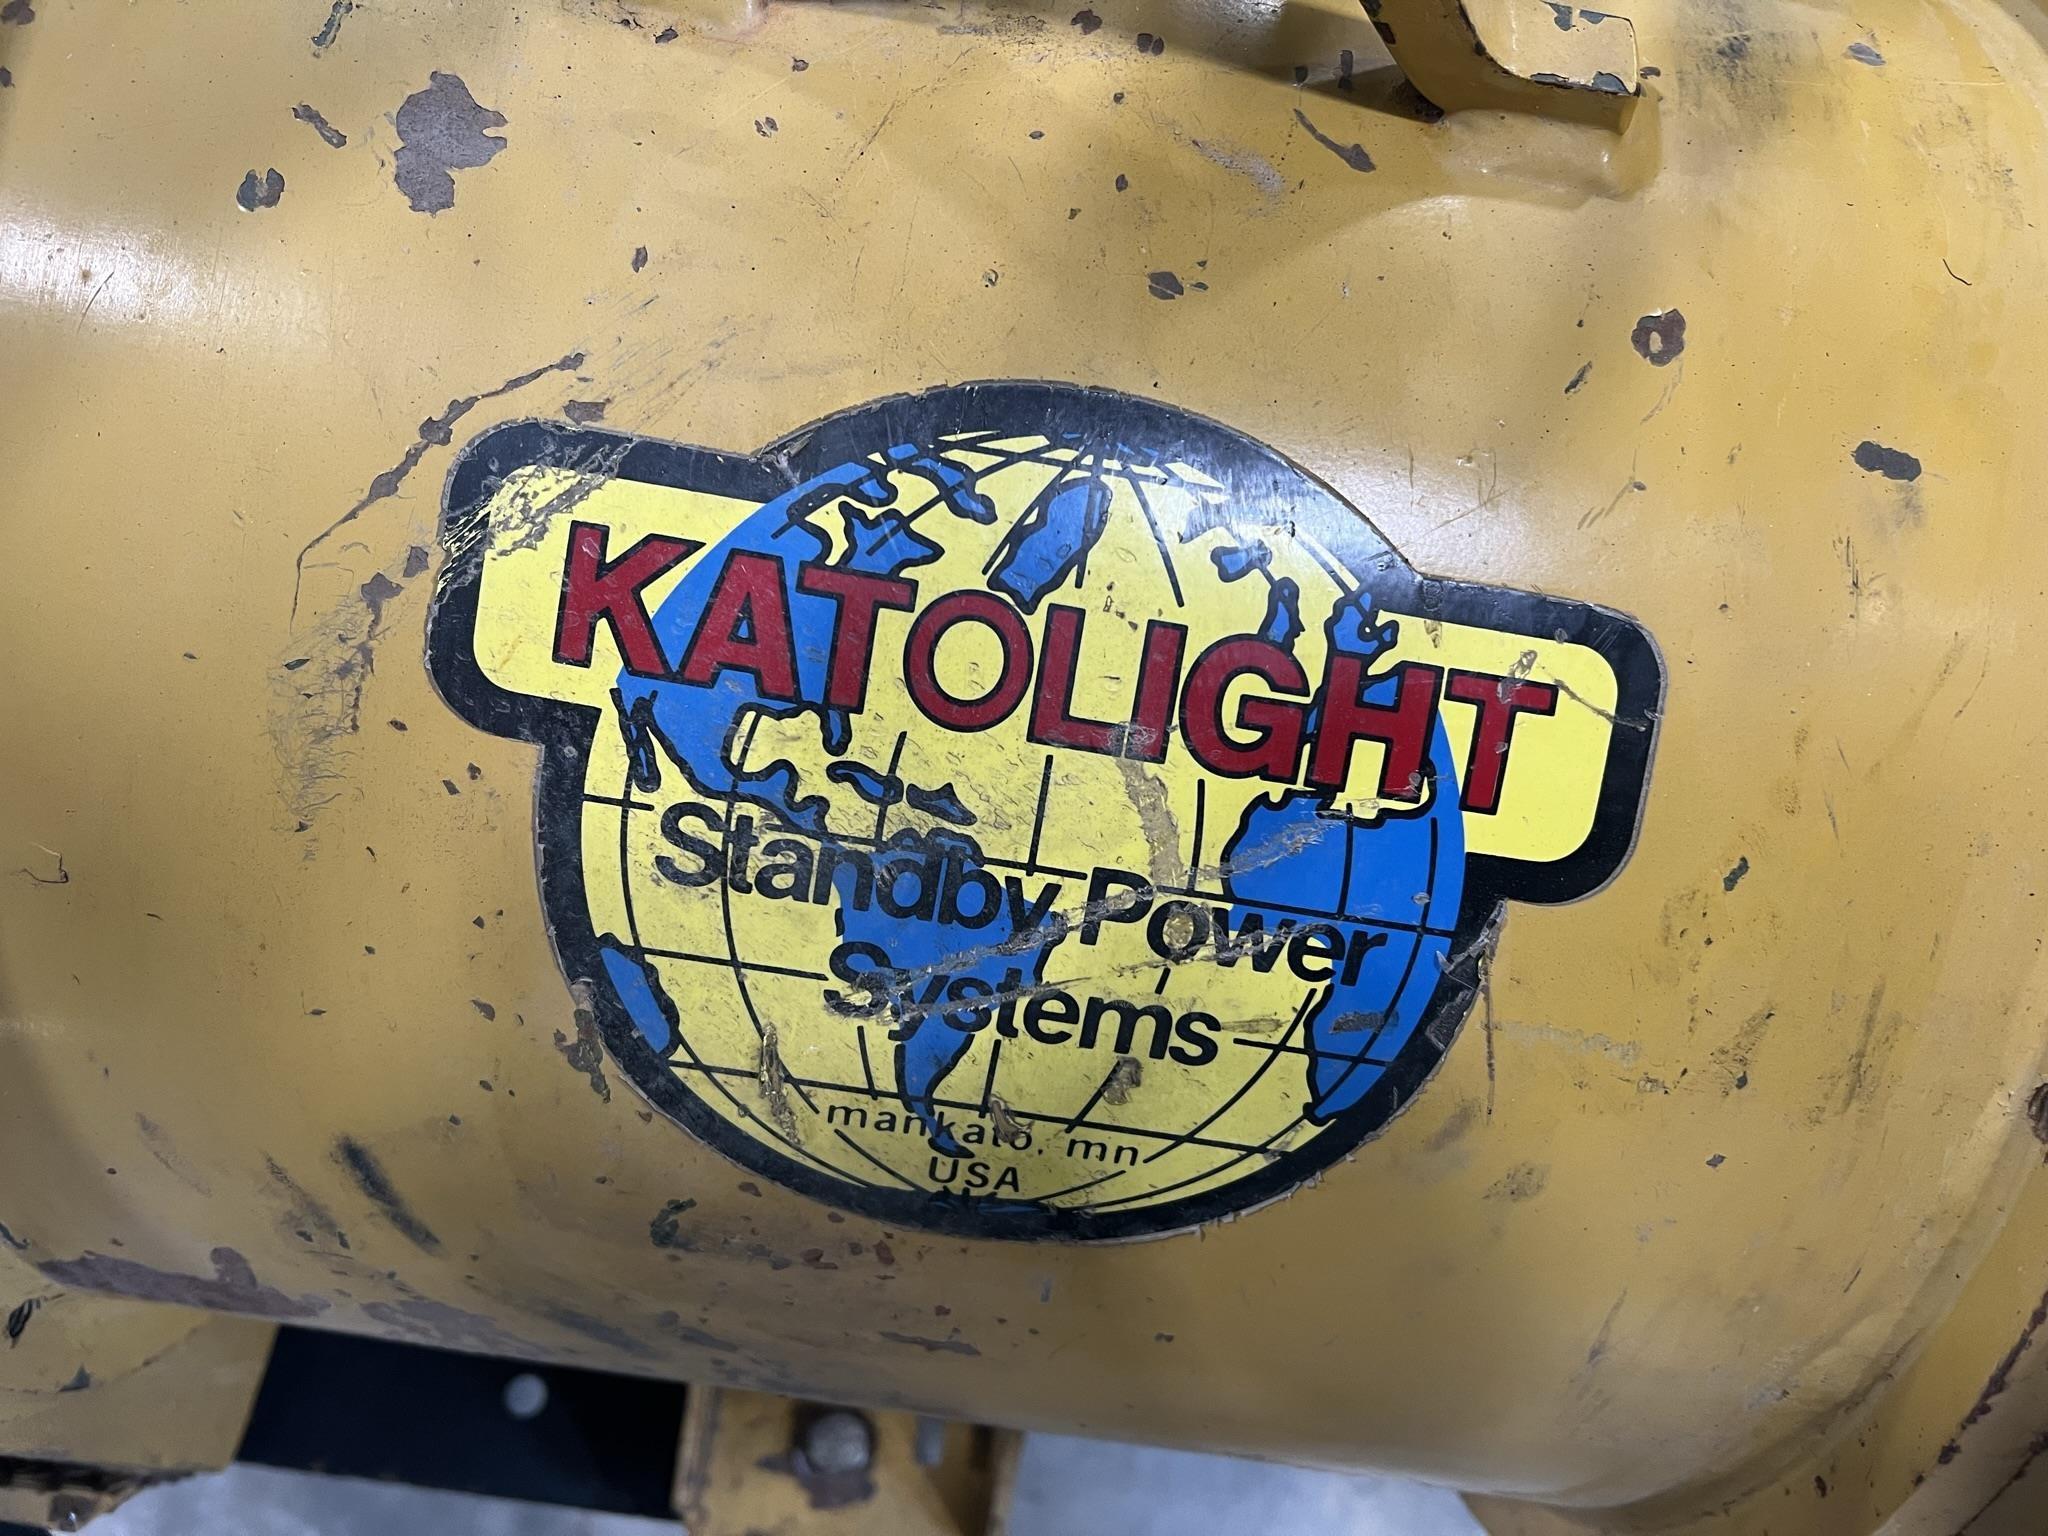 KATOLIGHT
Standby Power
Systems
mankato, mn
USA